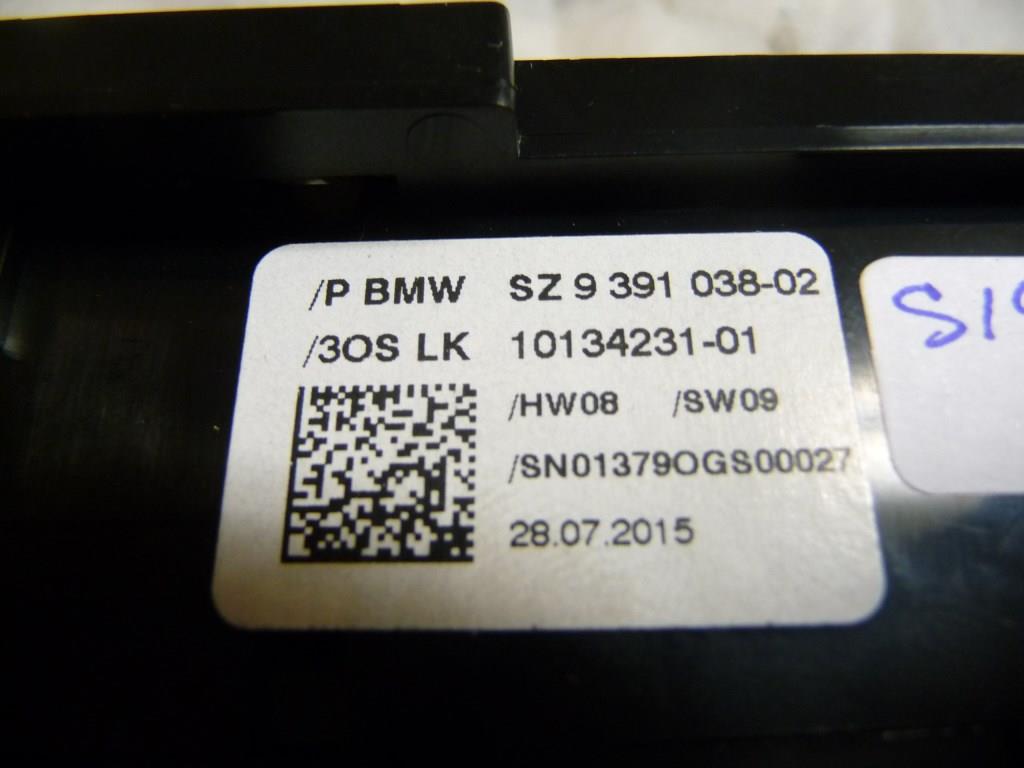 /P BMW SZ 9 391 038-02
/3OS LK 10134231-01
/HW08 /SW09
/SN01379OGS00027
28.07.2015